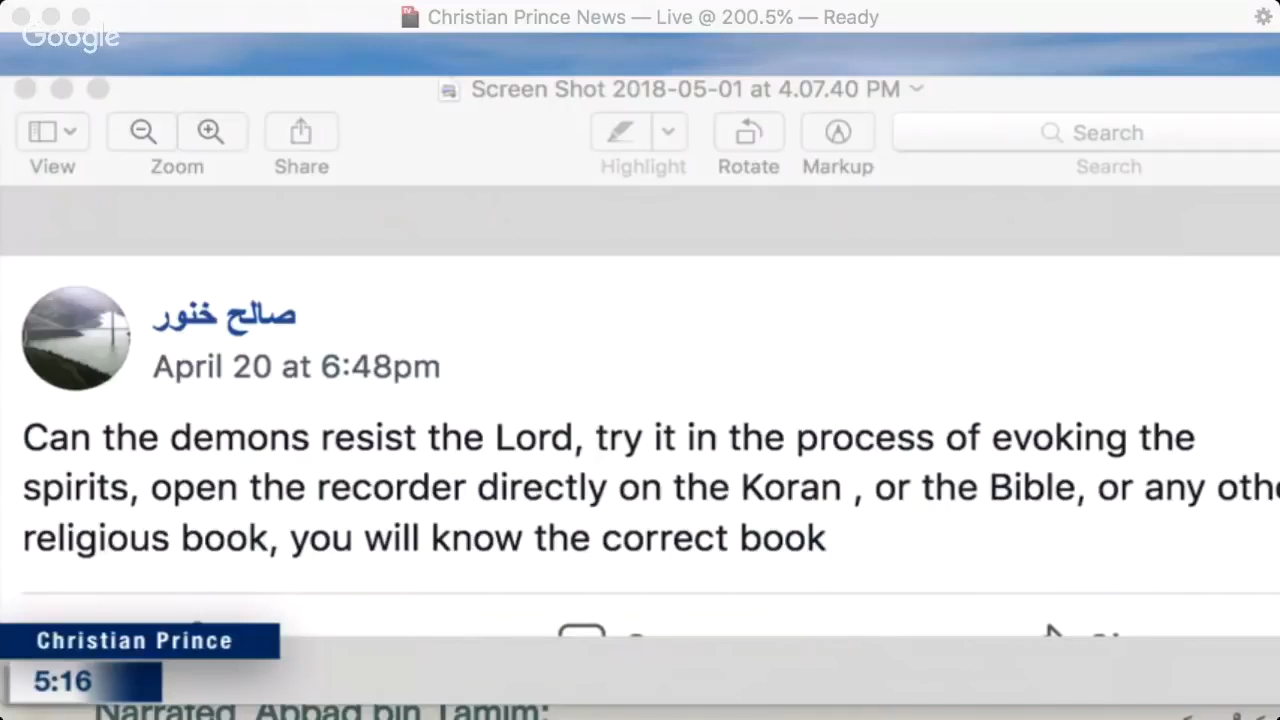 Christian Prince News — Live @ 200.5% — Ready
Google
Screen Shot 2018-05-01 at 4.07.40 PM
View
Zoom
Share
Highlight
Rotate
Markup
Search
Search
صالح خنور
April 20 at 6:48pm
Can the demons resist the Lord, try it in the process of evoking the
spirits, open the recorder directly on the Koran , or the Bible, or any
religious book, you will know the correct book
Christian Prince
5:16
Narrated Abbad bin Tamim: